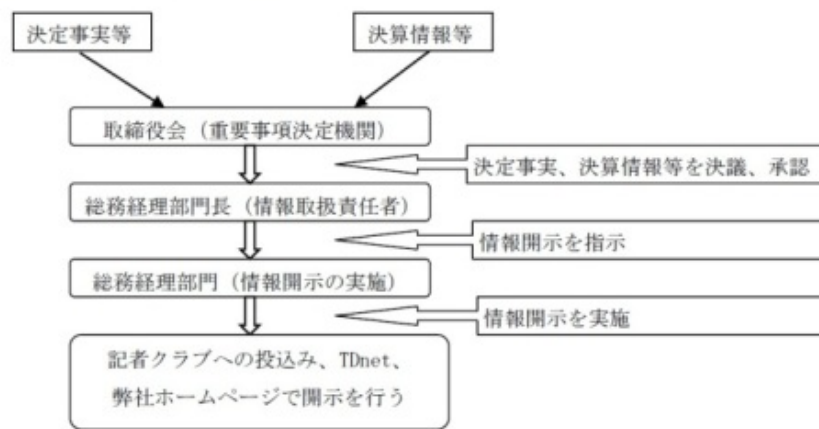 決定事実等
決算情報等
取締役会（重要事項決定機関）
決定事実、決算情報等を決議、承認
総務経理部門長（情報取扱責任者）
情報開示を指示
総務経理部門（情報開示の実施）
情報開示を実施
記者クラブへの投込み、TDnet、
弊社ホームページで開示を行う